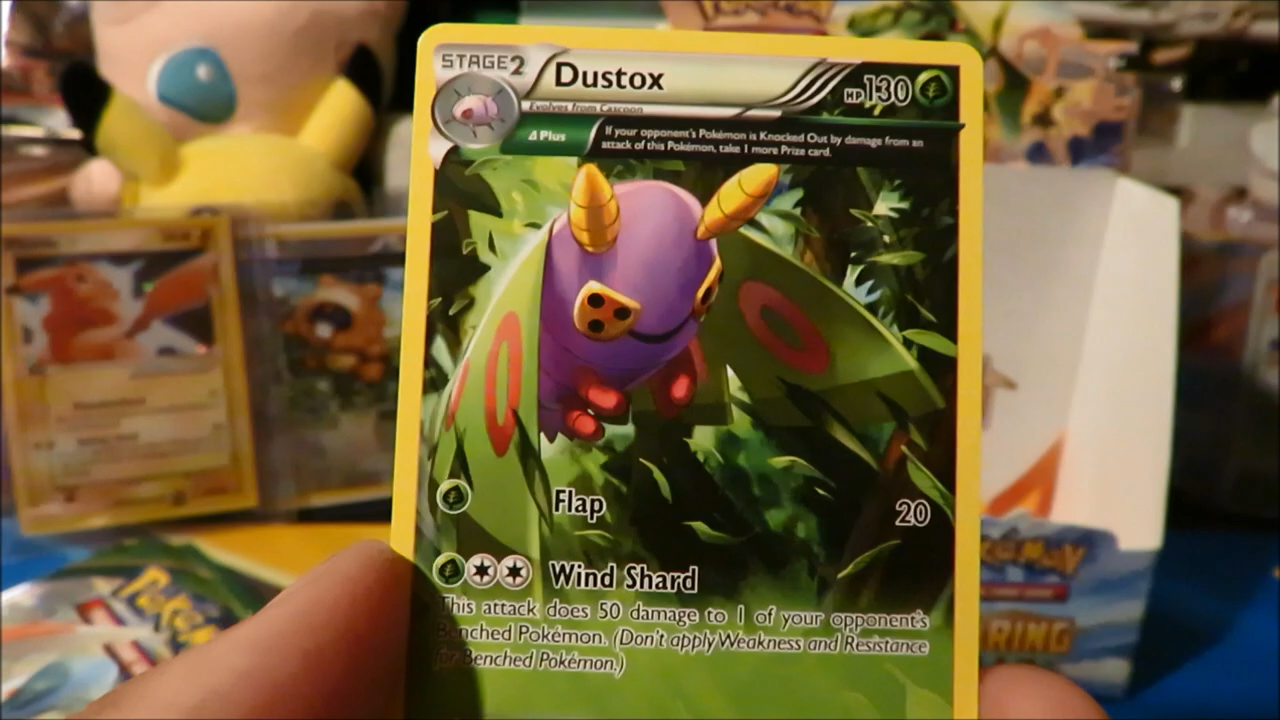 STAGE2
Dustox
HP130
Evolves from Cascoon
Δ Plus
If your opponent's Pokémon is Knocked Out by damage from an
attack of this Pokémon, take 1 more Prize card.
Flap 20
Wind Shard
This attack does 50 damage to 1 of your opponent's
Benched Pokémon. (Don't apply Weakness and Resistance
for Benched Pokémon.)